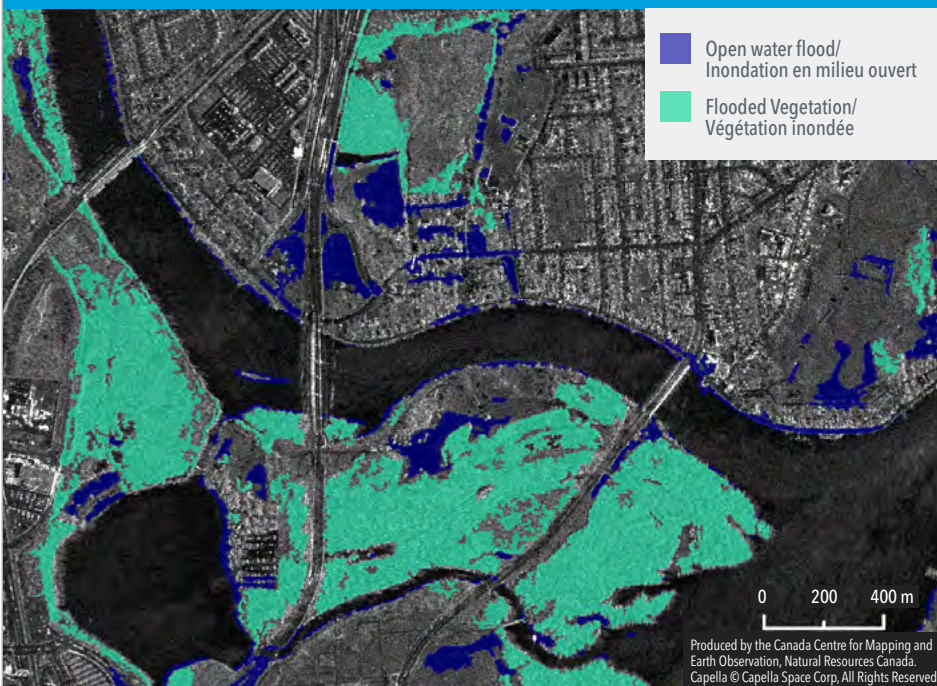 Open water flood/
Inondation en milieu ouvert
Flooded Vegetation/
Végétation inondée
0 200 400 m
Produced by the Canada Centre for Mapping and
Earth Observation, Natural Resources Canada.
Capella © Capella Space Corp, All Rights Reserved